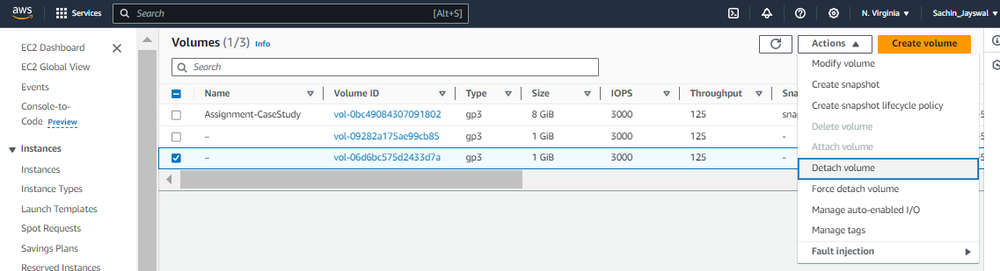 aws Services Search [Alt+S] N. Virginia Sachin_Jayswal
EC2 Dashboard
EC2 Global View
Events
Console-to-
Code Preview
Instances
Instances
Instance Types
Launch Templates
Spot Requests
Savings Plans
Reserved Instances
Volumes (1/3) Info
Actions
Create volume
Search
Name Volume ID Type Size IOPS Throughput
Assignment-CaseStudy vol-0bc49084307091802 gp3 8 GiB 3000 125
– vol-09282a175ae99cb85 gp3 1 GiB 3000 125 -
– vol-06d6bc575d2433d7a gp3 1 GiB 3000 125 -
Modify volume
Create snapshot
Create snapshot lifecycle policy
Delete volume
Attach volume
Detach volume
Force detach volume
Manage auto-enabled I/O
Manage tags
Fault injection